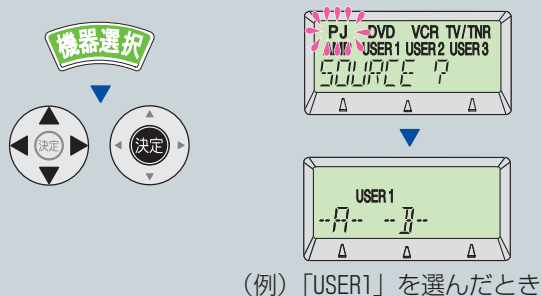 機器選択
決定
決定
PJ DVD VCR TV/TNR
USER1 USER2 USER3
SOURCE ?
USER1
--A-- --B--
（例）「USER1」を選んだとき